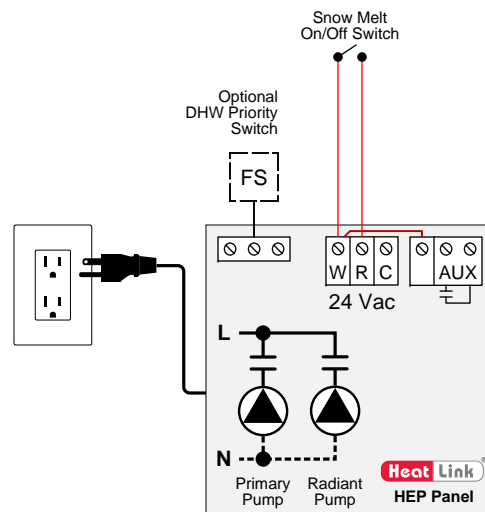 Snow Melt
On/Off Switch
Optional
DHW Priority
Switch
FS
W R C
AUX
24 Vac
L
N
Primary
Pump
Radiant
Pump
Heat Link®
HEP Panel